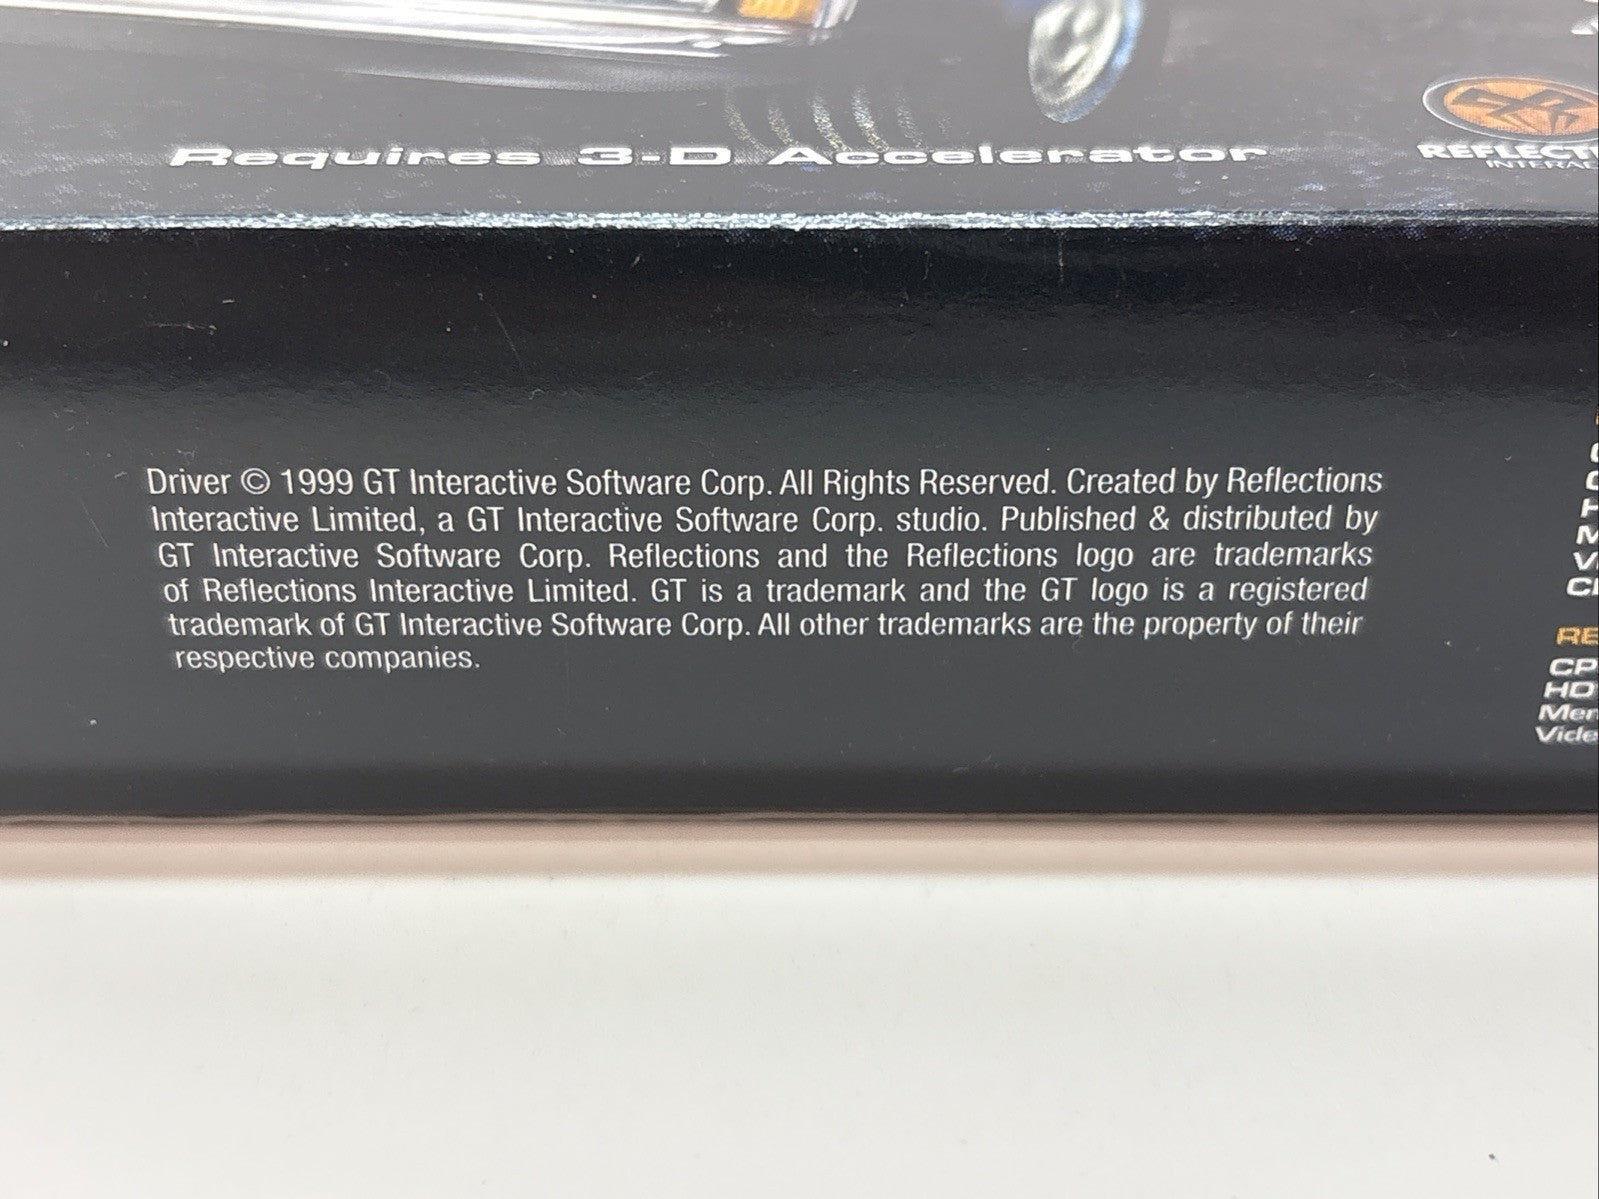 Requires 3-D Accelerator
Driver © 1999 GT Interactive Software Corp. All Rights Reserved. Created by Reflections
Interactive Limited, a GT Interactive Software Corp. studio. Published & distributed by
GT Interactive Software Corp. Reflections and the Reflections logo are trademarks
of Reflections Interactive Limited. GT is a trademark and the GT logo is a registered
trademark of GT Interactive Software Corp. All other trademarks are the property of their
respective companies.